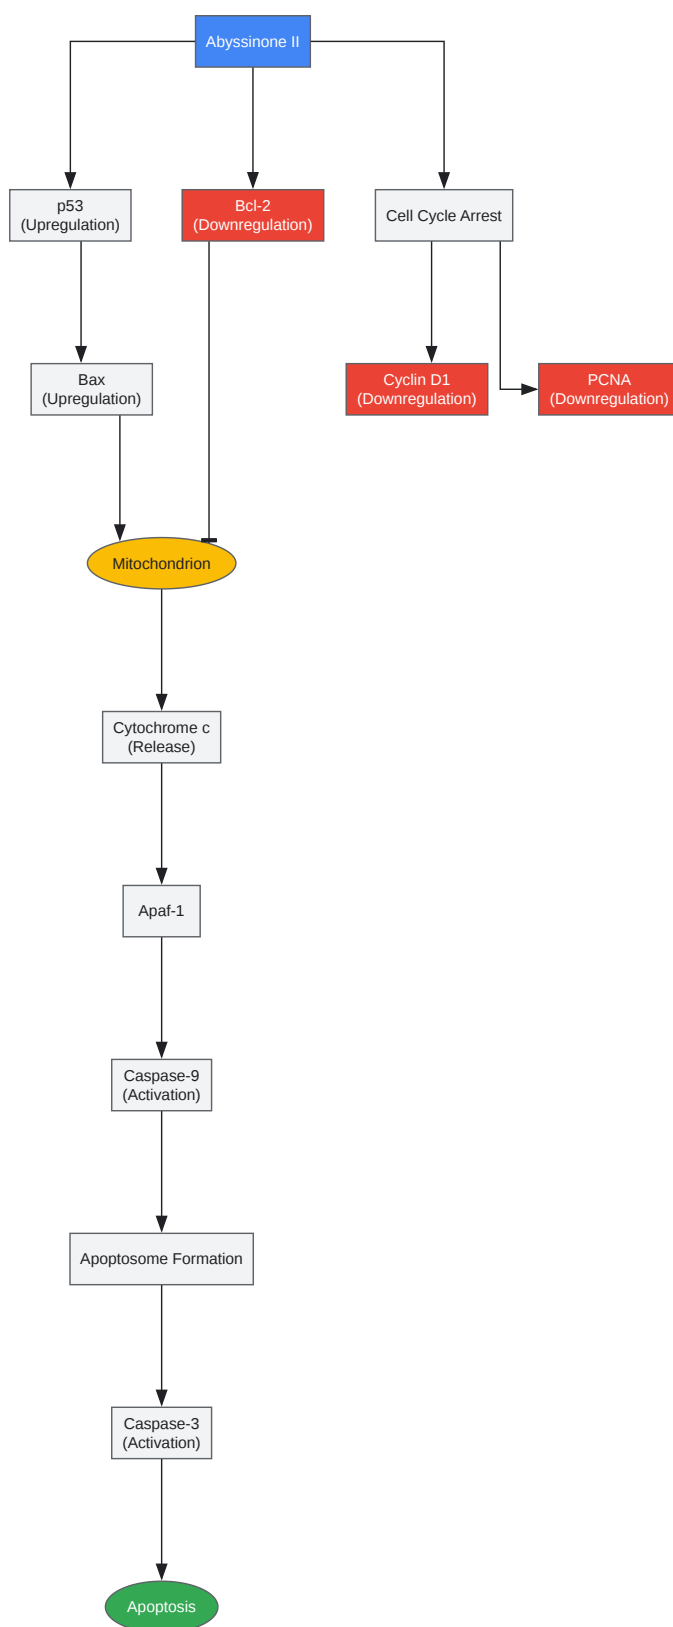 Abyssinone II
p53
(Upregulation)
Bcl-2
(Downregulation)
Cell Cycle Arrest
Bax
(Upregulation)
Cyclin D1
(Downregulation)
PCNA
(Downregulation)
Mitochondrion
Cytochrome c
(Release)
Apaf-1
Caspase-9
(Activation)
Apoptosome Formation
Caspase-3
(Activation)
Apoptosis